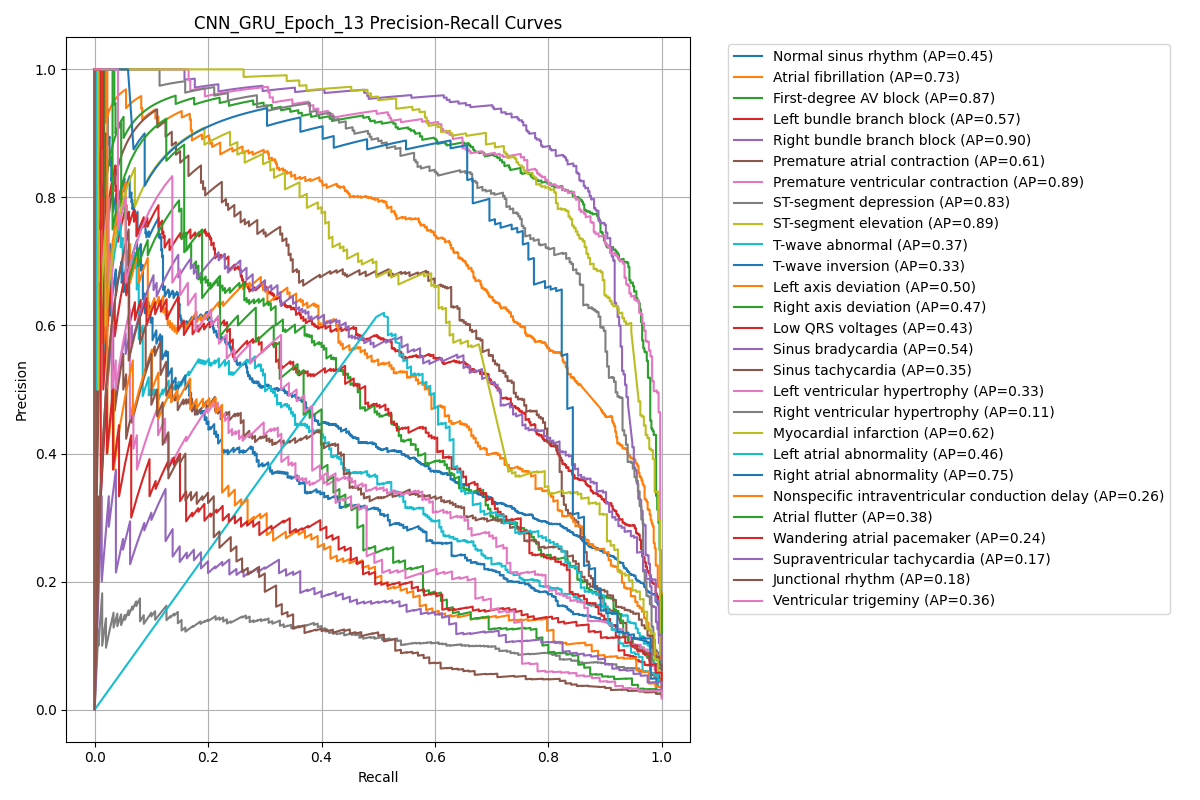 CNN_GRU_Epoch_13 Precision-Recall Curves
Normal sinus rhythm (AP=0.45)
Atrial fibrillation (AP=0.73)
First-degree AV block (AP=0.87)
Left bundle branch block (AP=0.57)
Right bundle branch block (AP=0.90)
Premature atrial contraction (AP=0.61)
Premature ventricular contraction (AP=0.89)
ST-segment depression (AP=0.83)
ST-segment elevation (AP=0.89)
T-wave abnormal (AP=0.37)
T-wave inversion (AP=0.33)
Left axis deviation (AP=0.50)
Right axis deviation (AP=0.47)
Low QRS voltages (AP=0.43)
Sinus bradycardia (AP=0.54)
Sinus tachycardia (AP=0.35)
Left ventricular hypertrophy (AP=0.33)
Right ventricular hypertrophy (AP=0.11)
Myocardial infarction (AP=0.62)
Left atrial abnormality (AP=0.46)
Right atrial abnormality (AP=0.75)
Nonspecific intraventricular conduction delay (AP=0.26)
Atrial flutter (AP=0.38)
Wandering atrial pacemaker (AP=0.24)
Supraventricular tachycardia (AP=0.17)
Junctional rhythm (AP=0.18)
Ventricular trigeminy (AP=0.36)
Precision
1.0
0.8
0.6
0.4
0.2
0.0
0.0 0.2 0.4 0.6 0.8 1.0
Recall